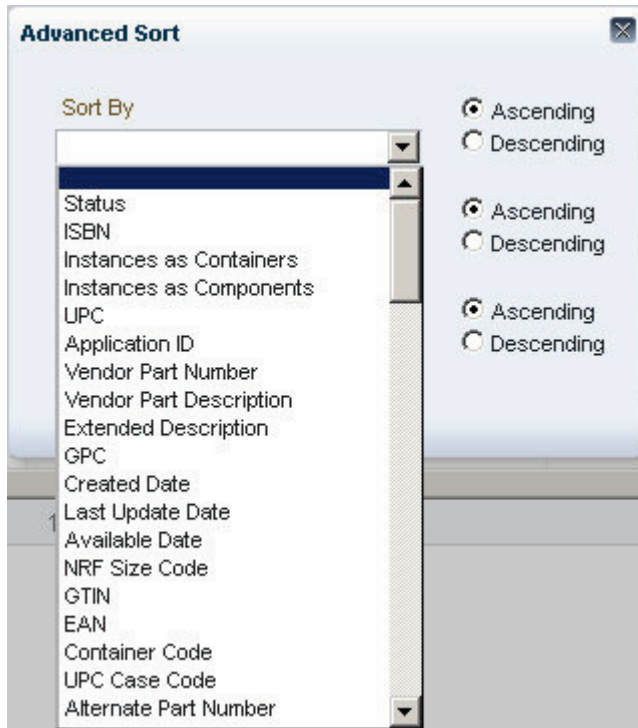 Advanced Sort
Sort By
Ascending
Descending
Status
ISBN
Instances as Containers
Instances as Components
UPC
Application ID
Vendor Part Number
Vendor Part Description
Extended Description
GPC
Created Date
Last Update Date
Available Date
NRF Size Code
GTIN
EAN
Container Code
UPC Case Code
Alternate Part Number
Ascending
Descending
Ascending
Descending
1